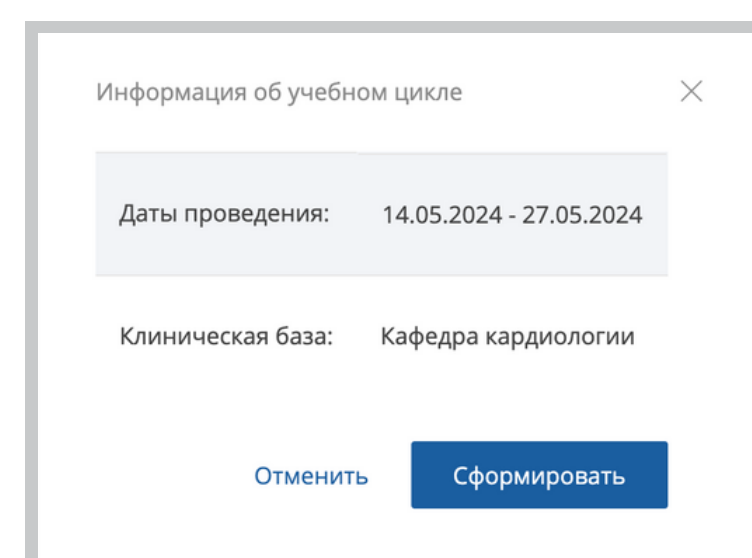 Информация об учебном цикле
Даты проведения: 14.05.2024 - 27.05.2024
Клиническая база: Кафедра кардиологии
Отменить Сформировать